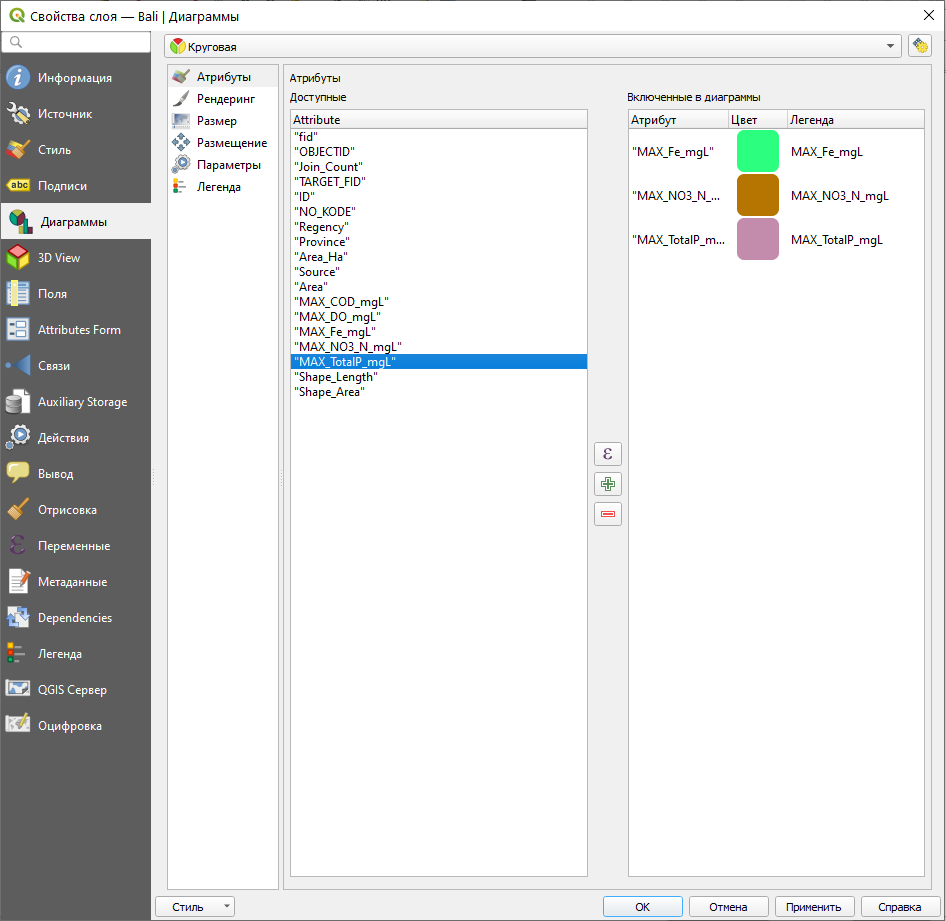 Свойства слоя — Bali | Диаграммы
Информация
Источник
Стиль
abc Подписи
Диаграммы
3D View
Поля
Attributes Form
Связи
Auxiliary Storage
Действия
Вывод
Отрисовка
Переменные
Метаданные
Dependencies
Легенда
QGIS Сервер
Оцифровка
Круговая
Атрибуты
Рендеринг
Размер
Размещение
Параметры
Легенда
Атрибуты
Доступные
Attribute
"fid"
"OBJECTID"
"Join_Count"
"TARGET_FID"
"ID"
"NO_KODE"
"Regency"
"Province"
"Area_Ha"
"Source"
"Area"
"MAX_COD_mgL"
"MAX_DO_mgL"
"MAX_Fe_mgL"
"MAX_NO3_N_mgL"
"MAX_TotalP_mgL"
"Shape_Length"
"Shape_Area"
ε
Включенные в диаграммы
Атрибут Цвет Легенда
"MAX_Fe_mgL" MAX_Fe_mgL
"MAX_NO3_N_... MAX_NO3_N_mgL
"MAX_TotalP_m... MAX_TotalP_mgL
Стиль
ОК
Отмена
Применить
Справка